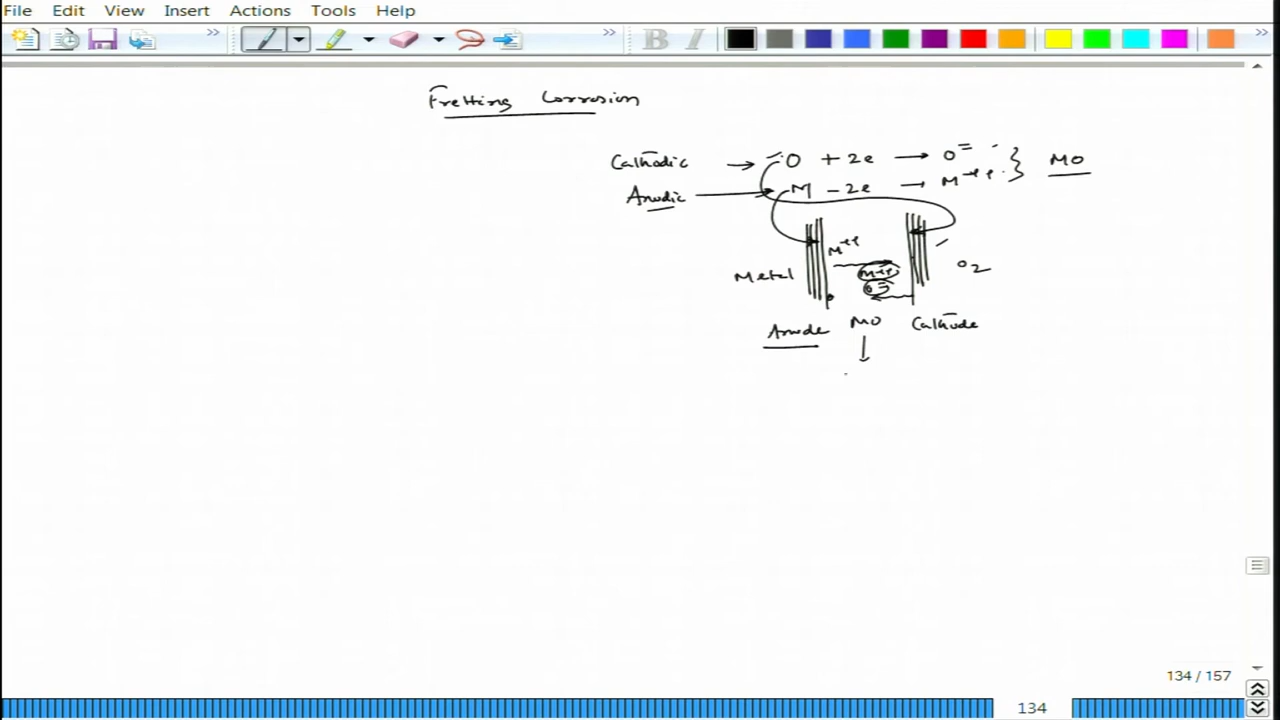 File Edit View Insert Actions Tools Help
Fretting Corrosion
Cathodic → O + 2e → O= } MO
Anodic → M - 2e → M++
M++
Metal M++ O2
O=
Anode MO Cathode
134 / 157
134